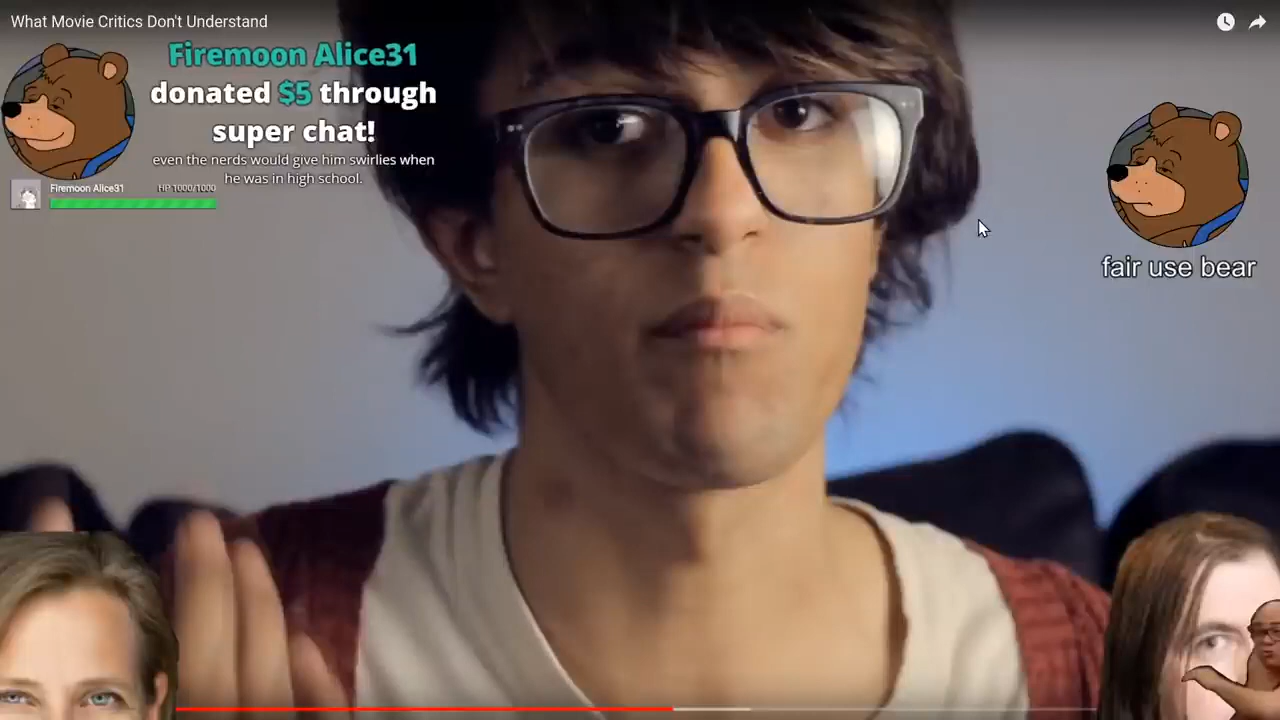 What Movie Critics Don't Understand
Firemoon Alice31
donated $5 through
super chat!
even the nerds would give him swirlies when
he was in high school.
Firemoon Alice31 HP 1000/1000
fair use bear